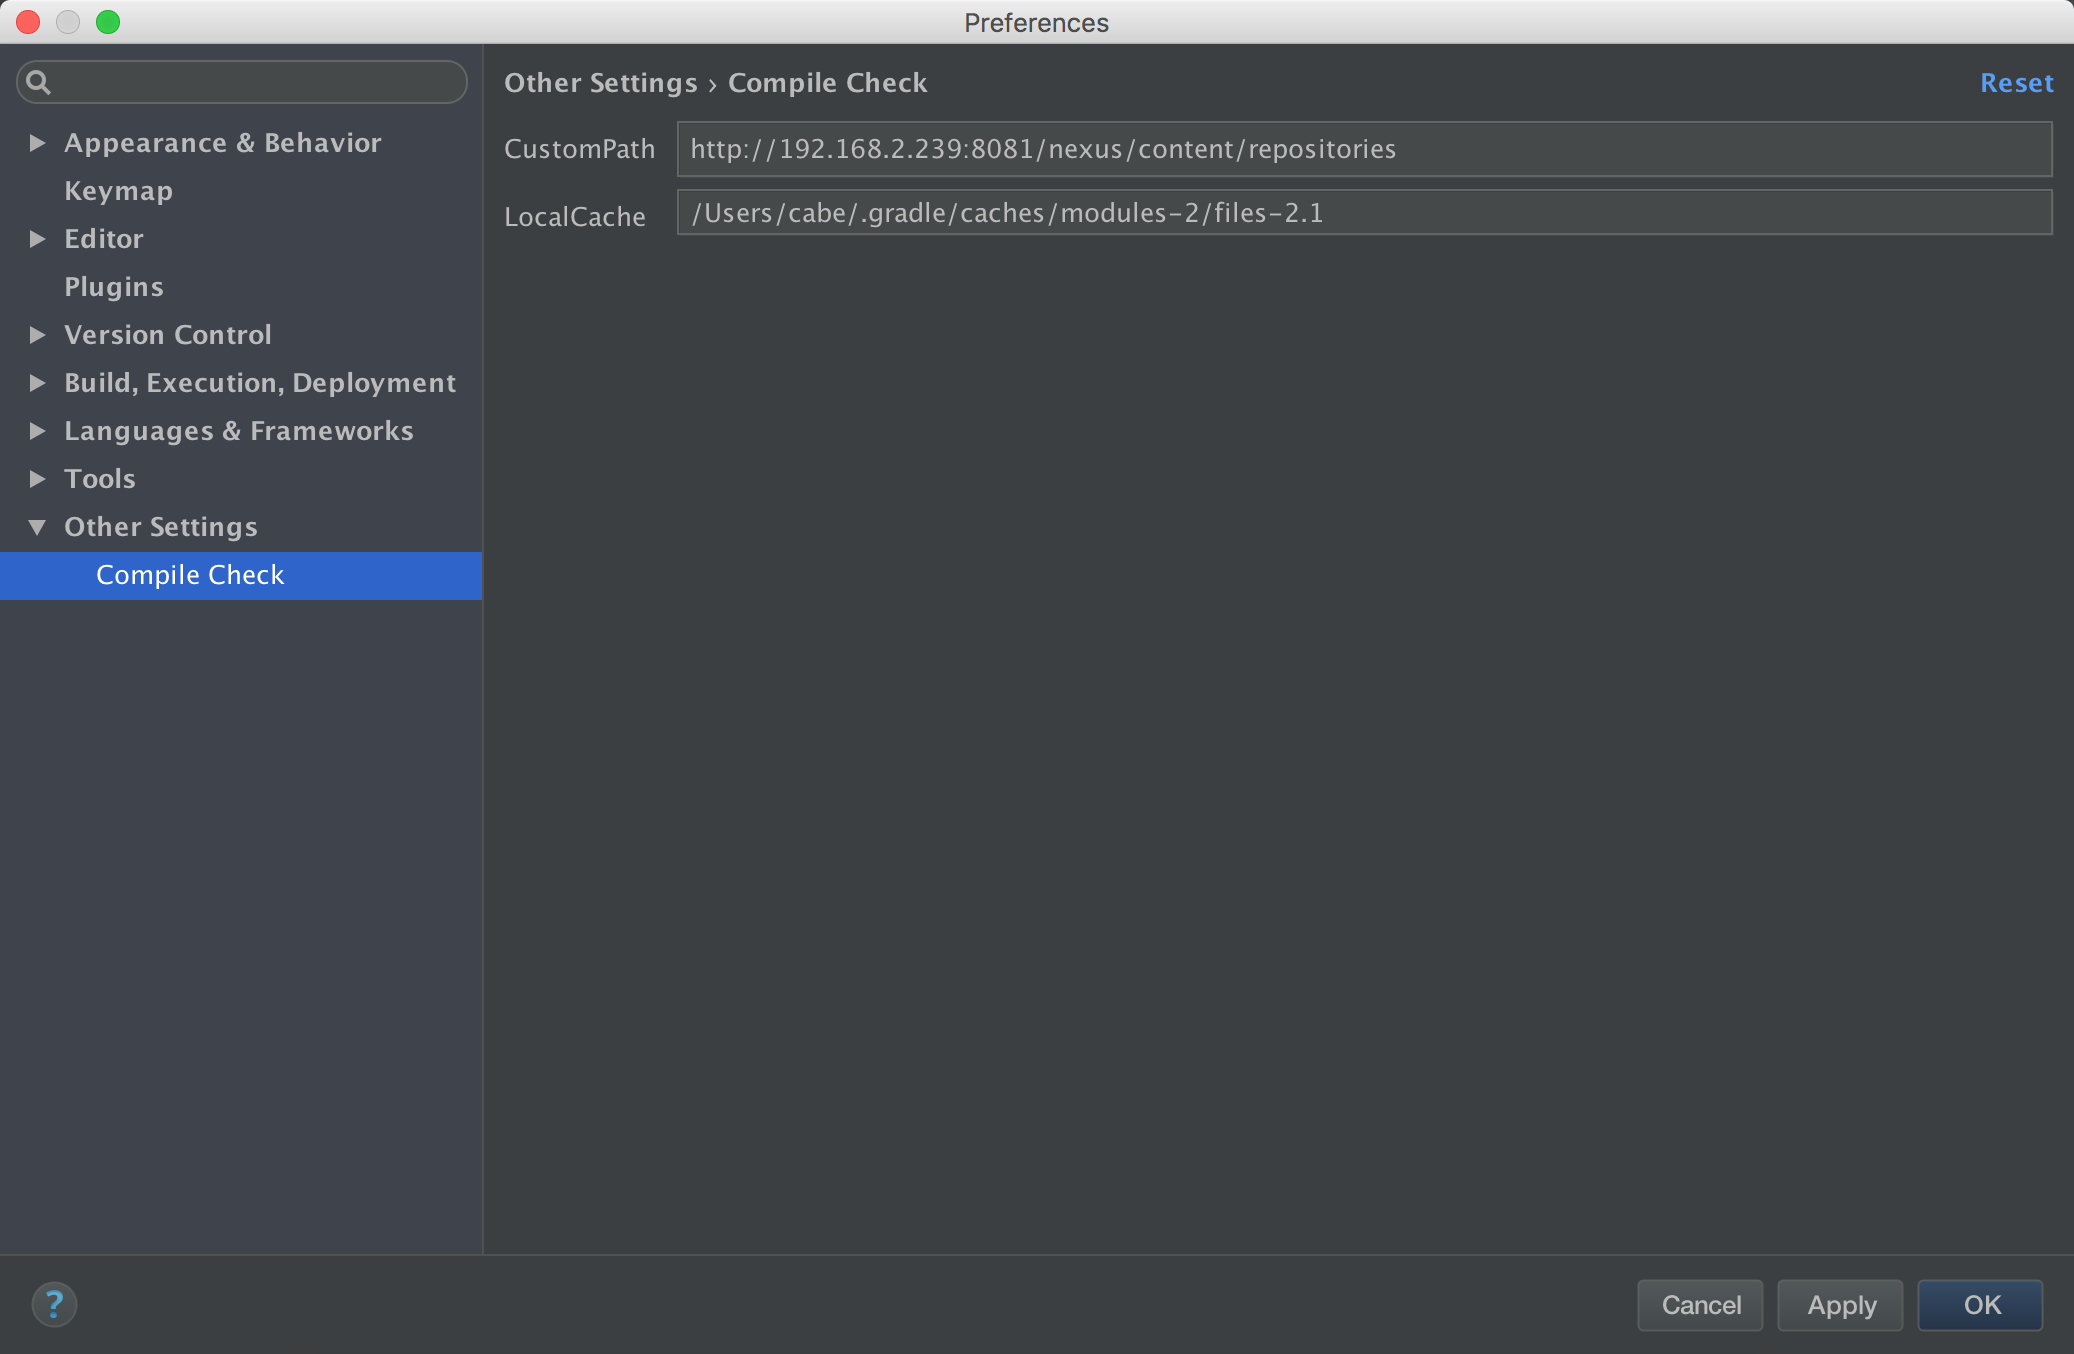 Preferences
Appearance & Behavior
Keymap
Editor
Plugins
Version Control
Build, Execution, Deployment
Languages & Frameworks
Tools
Other Settings
Compile Check
Other Settings › Compile Check
Reset
CustomPath http://192.168.2.239:8081/nexus/content/repositories
LocalCache /Users/cabe/.gradle/caches/modules-2/files-2.1
?
Cancel
Apply
OK